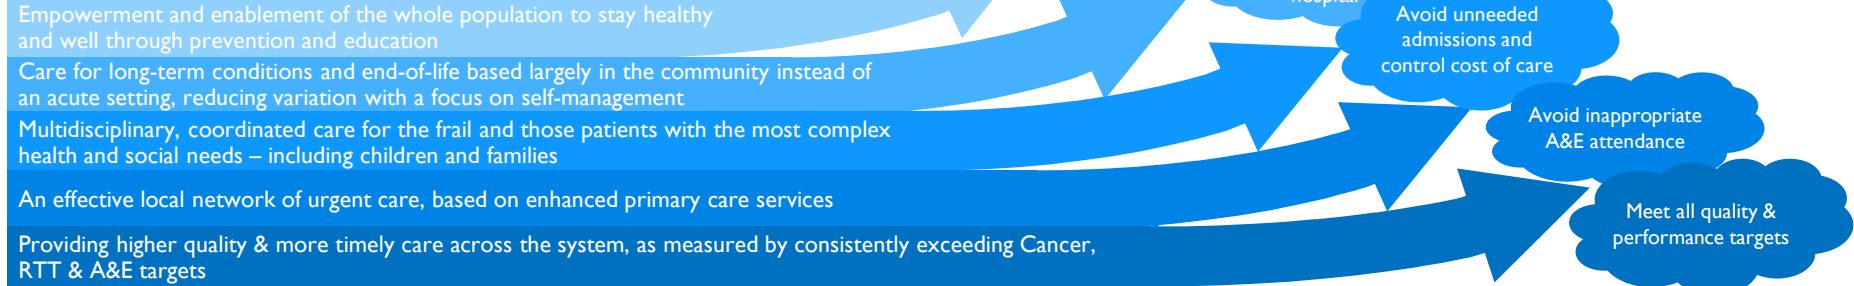 Empowerment and enablement of the whole population to stay healthy
and well through prevention and education
Care for long-term conditions and end-of-life based largely in the community instead of
an acute setting, reducing variation with a focus on self-management
Multidisciplinary, coordinated care for the frail and those patients with the most complex
health and social needs – including children and families
An effective local network of urgent care, based on enhanced primary care services
Providing higher quality & more timely care across the system, as measured by consistently exceeding Cancer,
RTT & A&E targets
hospital
Avoid unneeded
admissions and
control cost of care
Avoid inappropriate
A&E attendance
Meet all quality &
performance targets